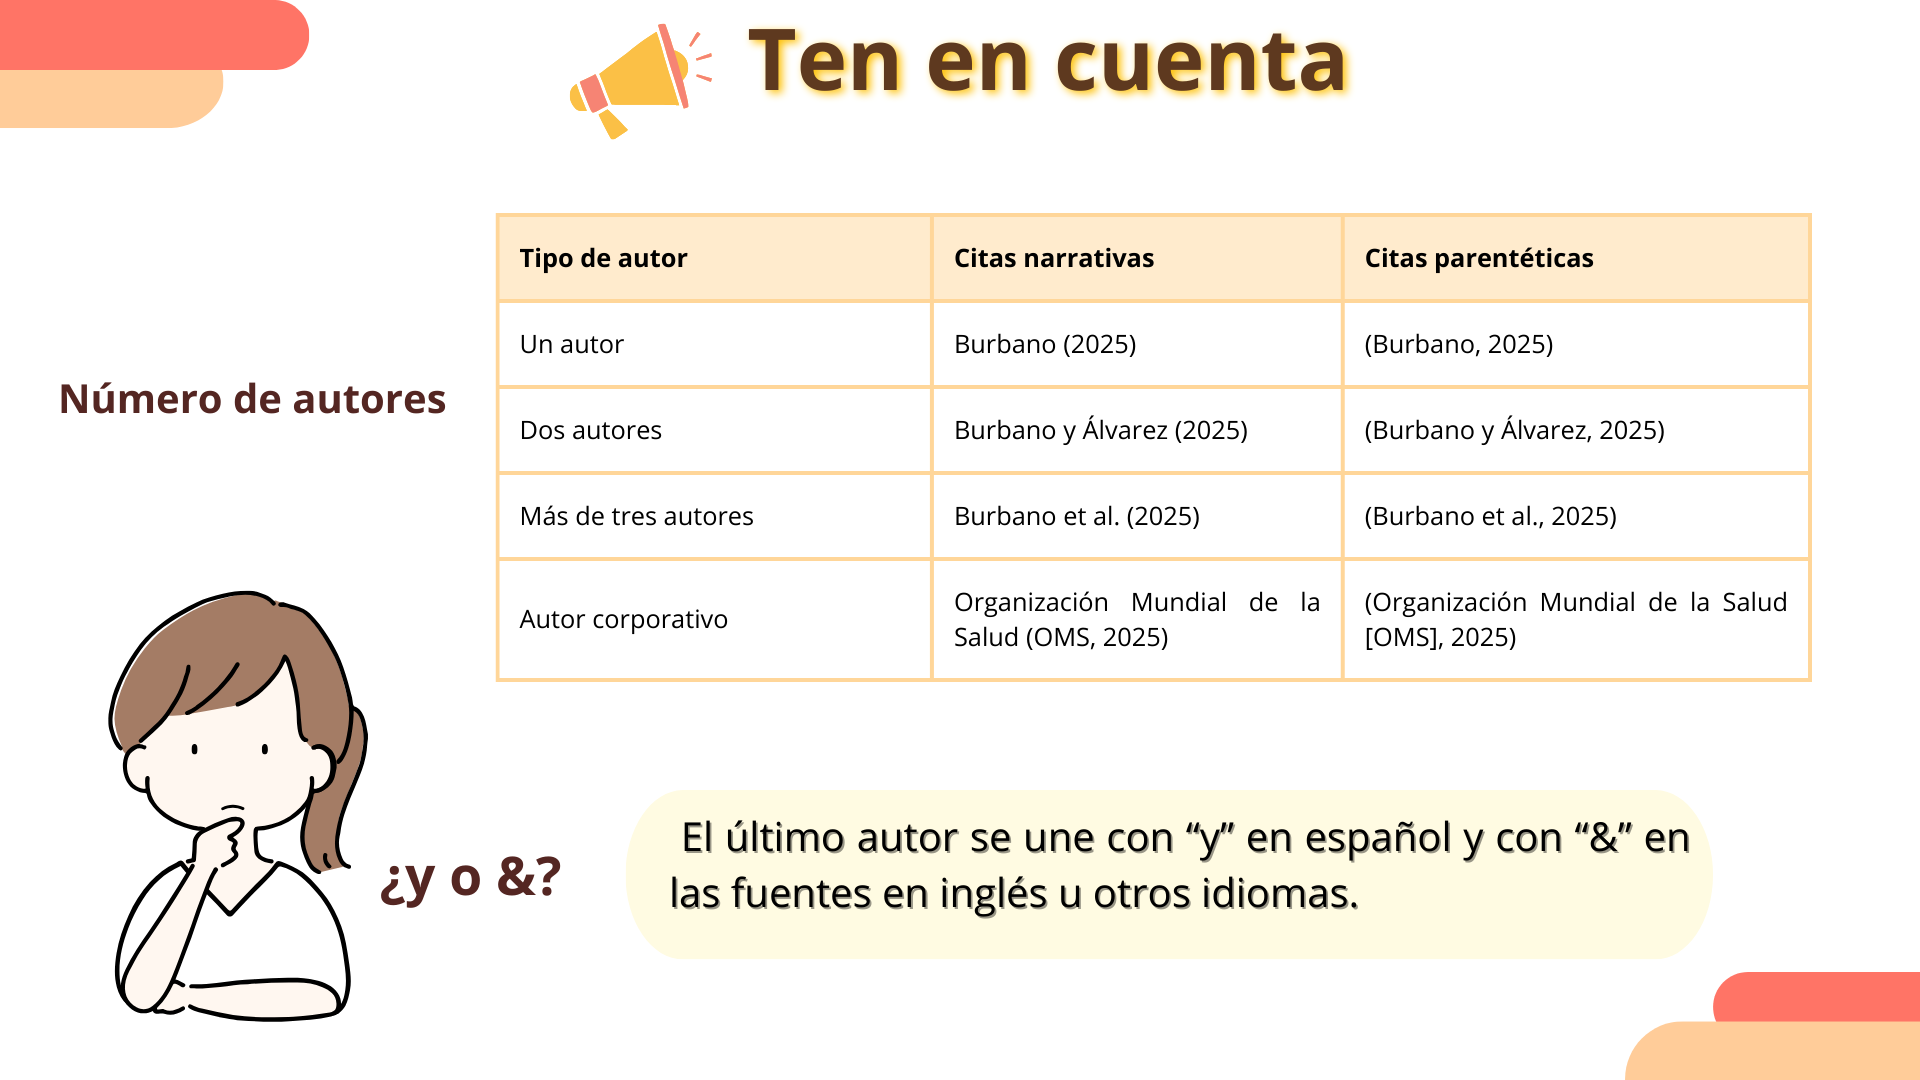 Ten en cuenta
Número de autores
Tipo de autor
Citas narrativas
Citas parentéticas
Un autor
Burbano (2025)
(Burbano, 2025)
Dos autores
Burbano y Álvarez (2025)
(Burbano y Álvarez, 2025)
Más de tres autores
Burbano et al. (2025)
(Burbano et al., 2025)
Autor corporativo
Organización Mundial de la
Salud (OMS, 2025)
(Organización Mundial de la Salud
[OMS], 2025)
¿y o &?
El último autor se une con “y” en español y con “&” en
las fuentes en inglés u otros idiomas.